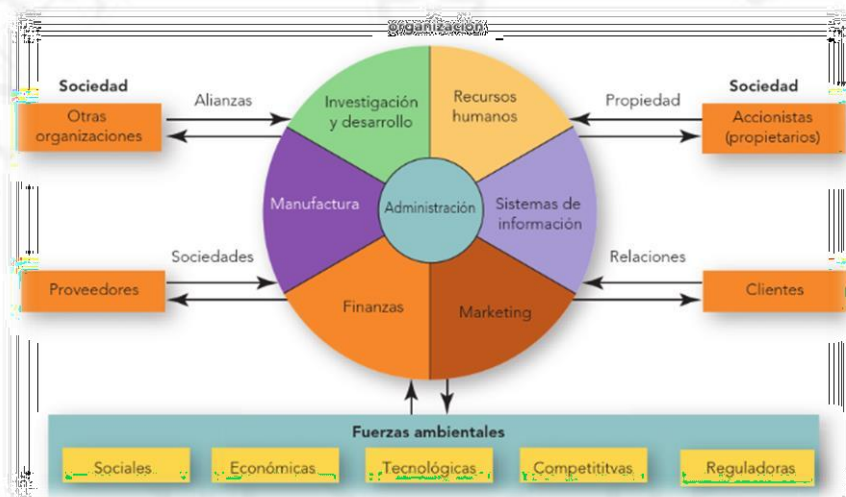 organización
Sociedad
Sociedad
Otras
organizaciones
Alianzas
Investigación
y desarrollo
Recursos
humanos
Propiedad
Accionistas
(propietarios)
Manufactura
Administración
Sistemas de
información
Proveedores
Sociedades
Finanzas
Marketing
Relaciones
Clientes
Fuerzas ambientales
Sociales
Económicas
Tecnológicas
Competititvas
Reguladoras